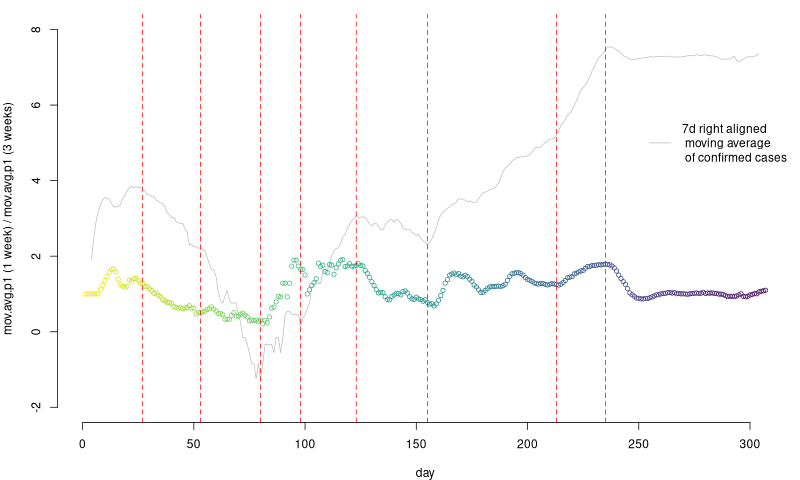 mov.avg.p1 (1 week) / mov.avg.p1 (3 weeks)
8
6
4
2
0
-2
7d right aligned
moving average
of confirmed cases
0 50 100 150 200 250 300
day